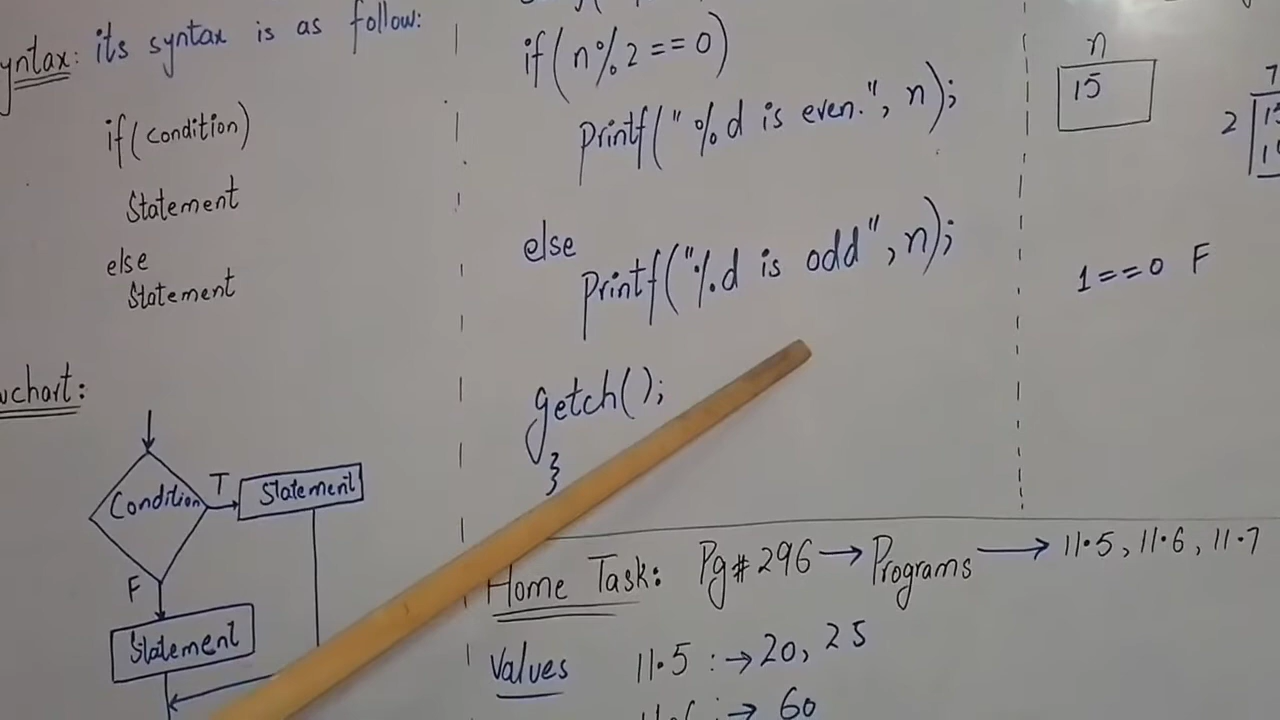 yntax: its syntax is as follow:
if(condition)
Statement
else
Statement
wchart:
Condition
T
Statement
F
Statement
if(n%2==0)
printf("%d is even.", n);
else
printf("%d is odd", n);
getch();
}
n
15
2
7
1==0 F
Home Task: Pg#296→Programs→11.5, 11.6, 11.7
Values 11.5 :→20, 25
→ 60